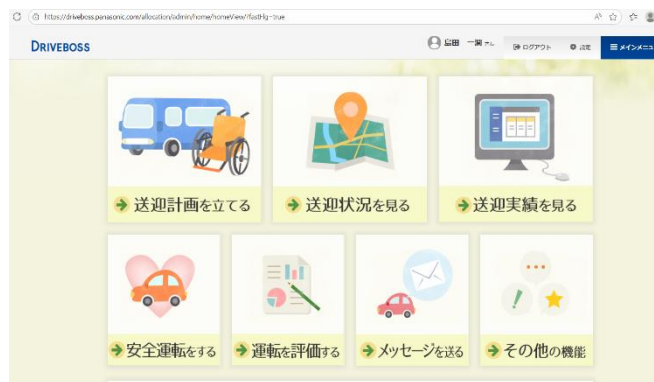 https://driveboss.panasonic.com/allocation/admin/home/homeView?fastHg=true
DRIVEBOSS
ログアウト
設定
メインメニュー
送迎計画を立てる
送迎状況を見る
送迎実績を見る
安全運転をする
運転を評価する
メッセージを送る
その他の機能